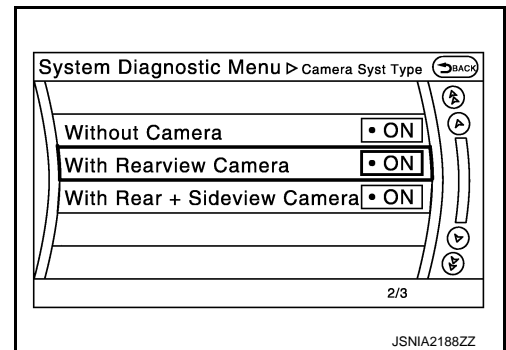 System Diagnostic Menu ▷ Camera Syst Type BACK
Without Camera • ON
With Rearview Camera • ON
With Rear + Sideview Camera • ON
2/3
JSNIA2188ZZ